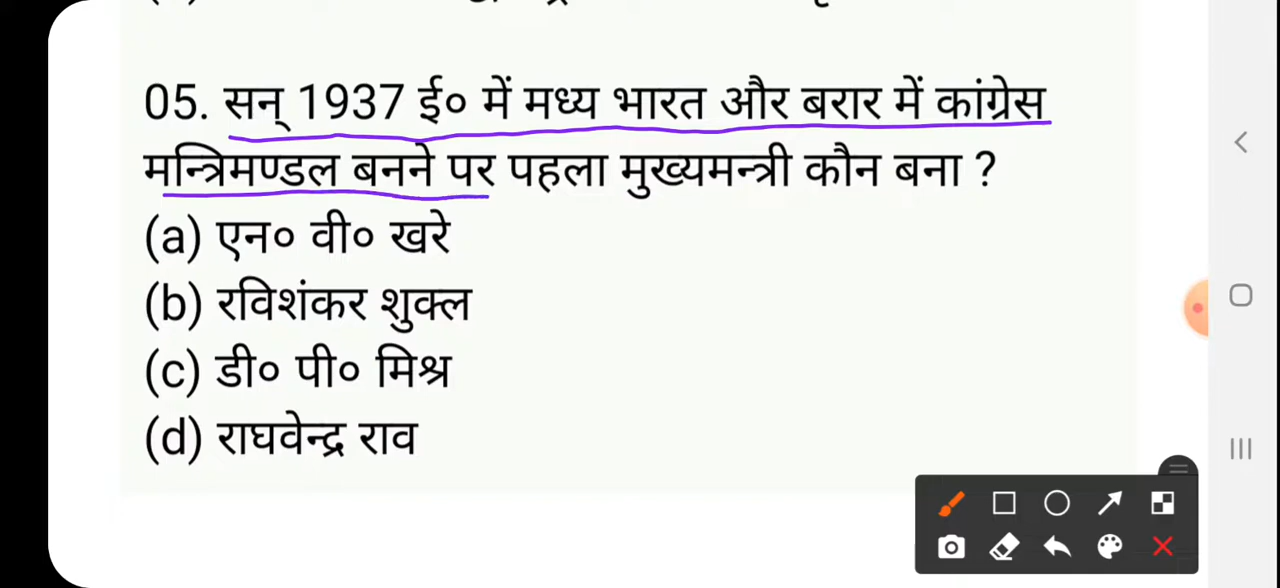 05. सन् 1937 ई० में मध्य भारत और बरार में कांग्रेस
मन्त्रिमण्डल बनने पर पहला मुख्यमन्त्री कौन बना ?
(a) एन० वी० खरे
(b) रविशंकर शुक्ल
(c) डी० पी० मिश्र
(d) राघवेन्द्र राव